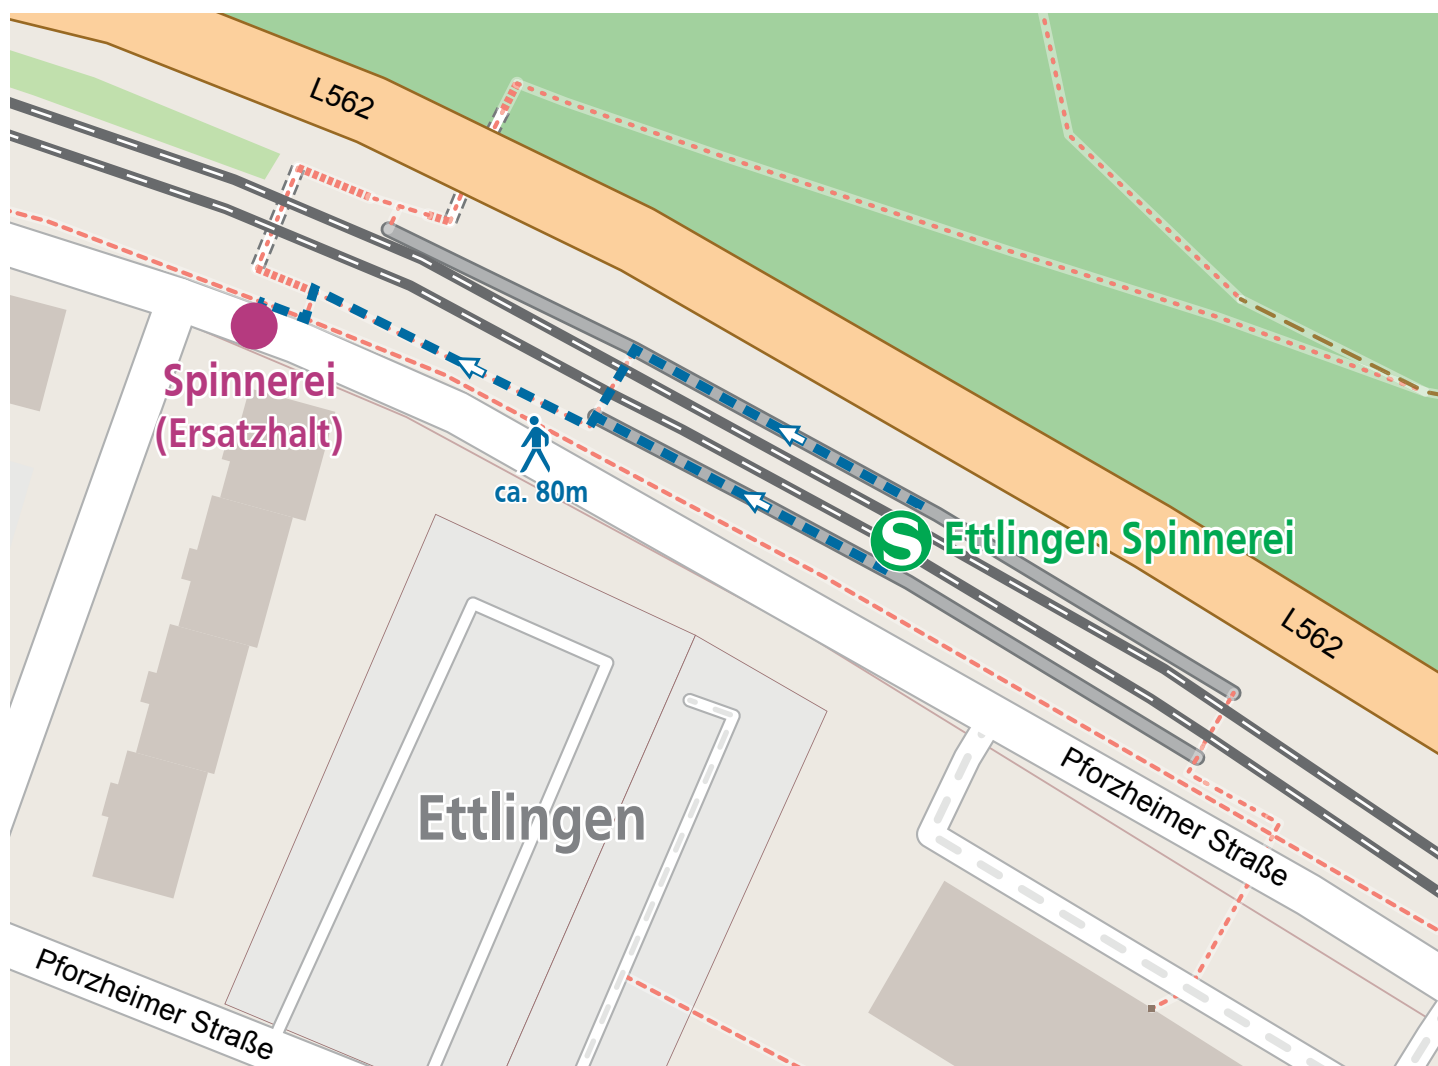 L562
Spinnerei
(Ersatzhalt)
ca. 80m
S Ettlingen Spinnerei
L562
Pforzheimer Straße
Ettlingen
Pforzheimer Straße